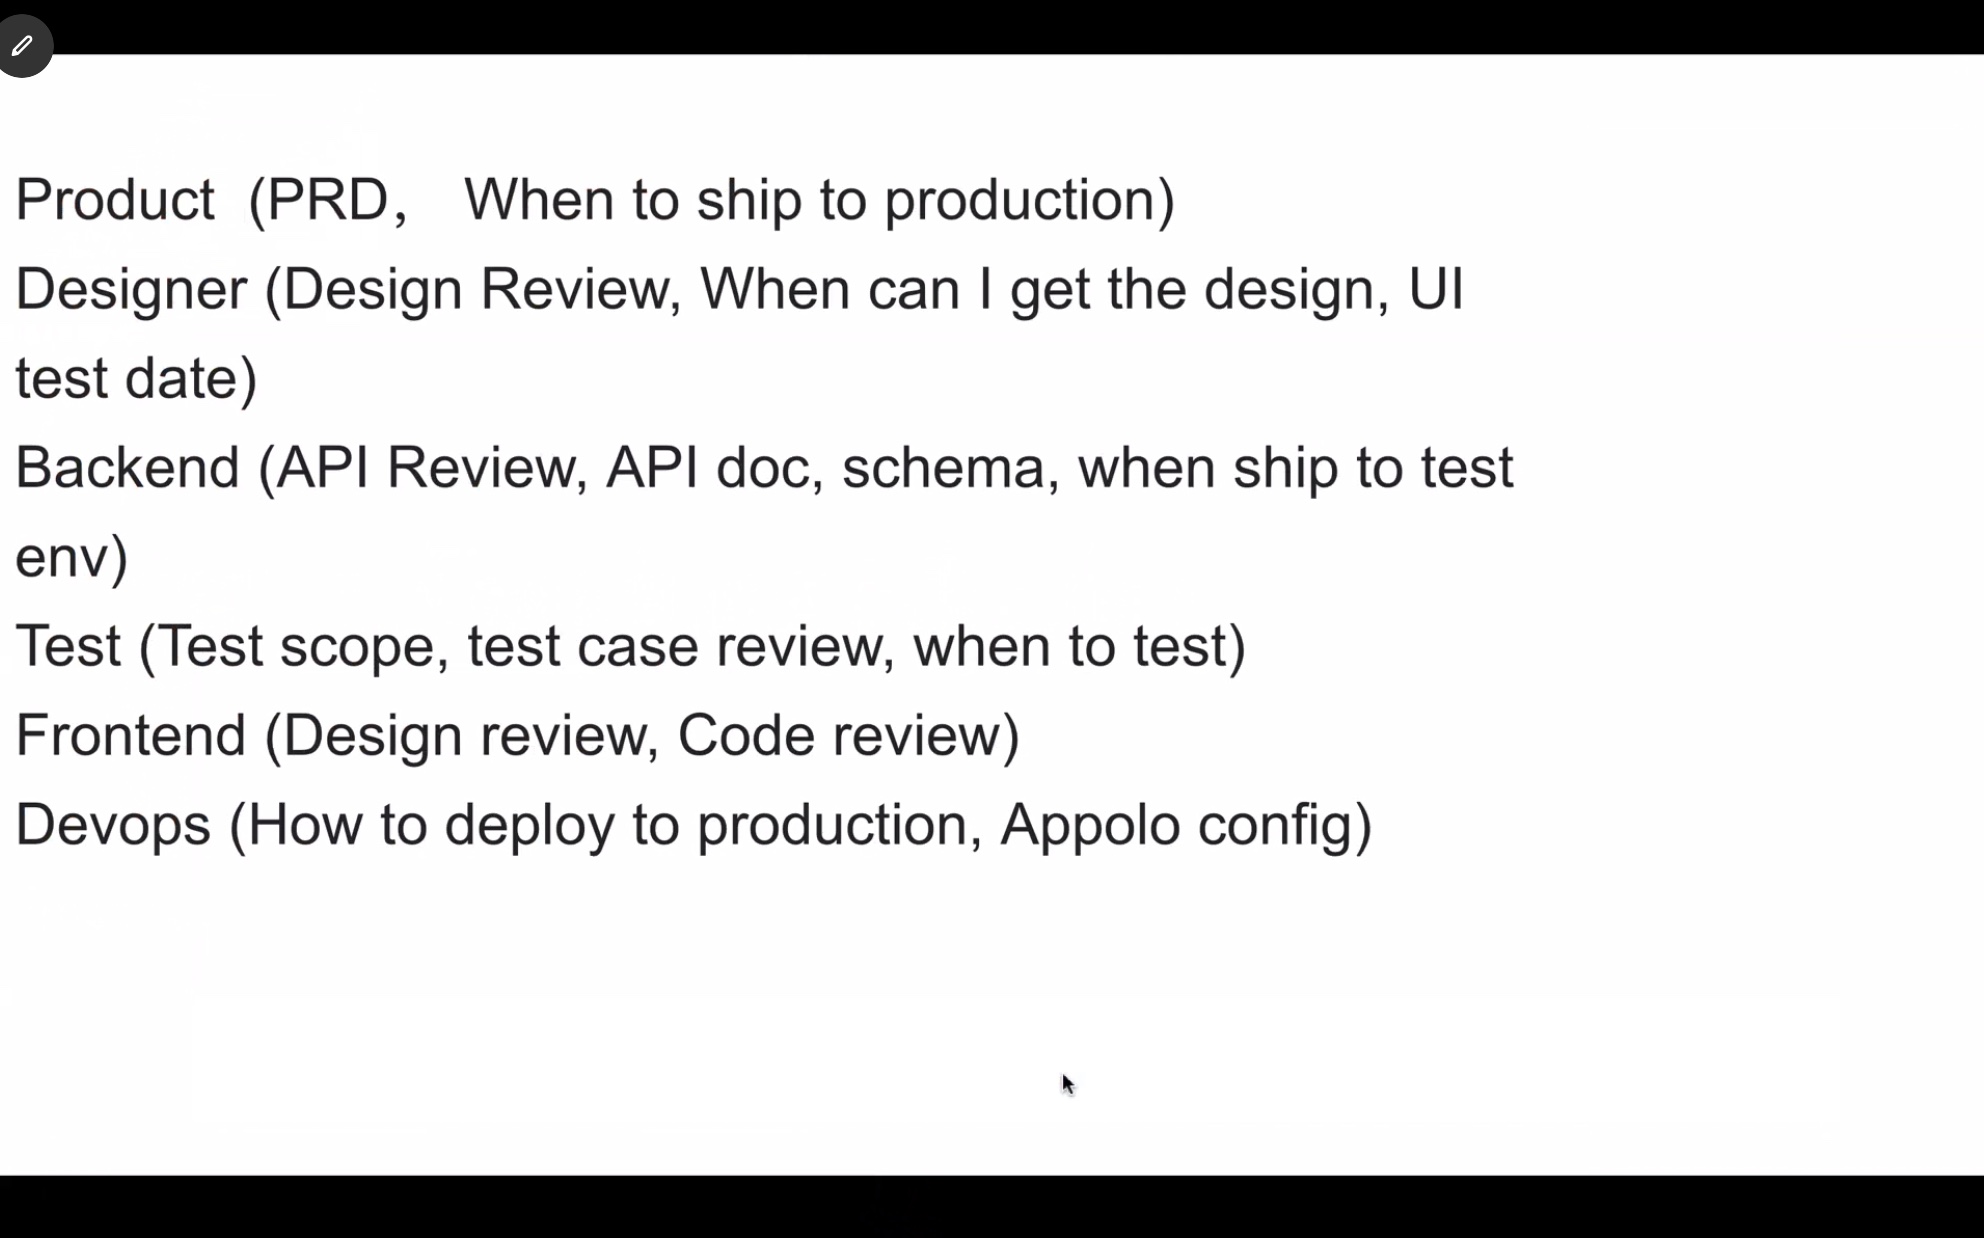 Product  (PRD,   When to ship to production)
Designer (Design Review, When can I get the design, UI
test date)
Backend (API Review, API doc, schema, when ship to test
env)
Test (Test scope, test case review, when to test)
Frontend (Design review, Code review)
Devops (How to deploy to production, Appolo config)